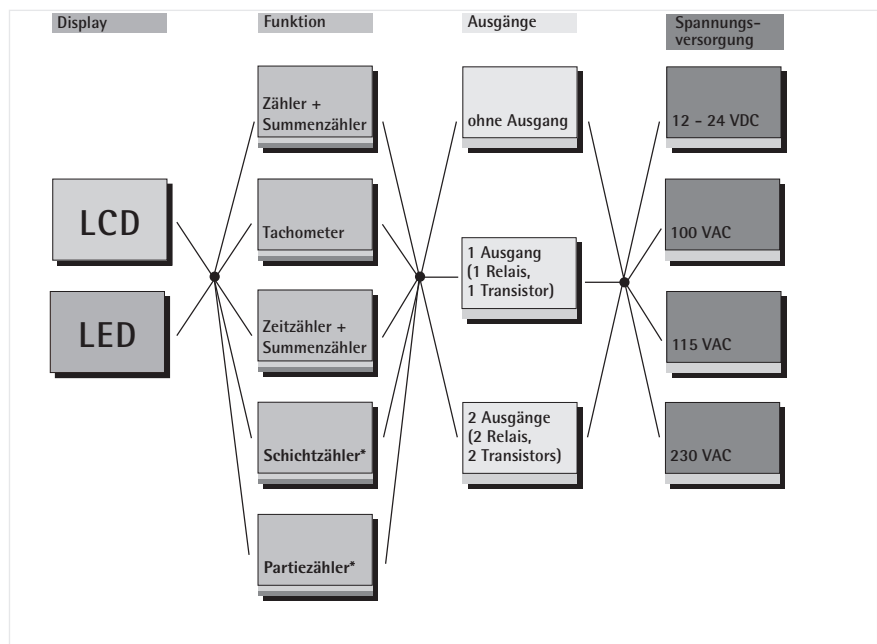 Display
Funktion
Ausgänge
Spannungs-
versorgung
LCD
LED
Zähler +
Summenzähler
Tachometer
Zeitzähler +
Summenzähler
Schichtzähler*
Partiezähler*
ohne Ausgang
1 Ausgang
(1 Relais,
1 Transistor)
2 Ausgänge
(2 Relais,
2 Transistors)
12 - 24 VDC
100 VAC
115 VAC
230 VAC